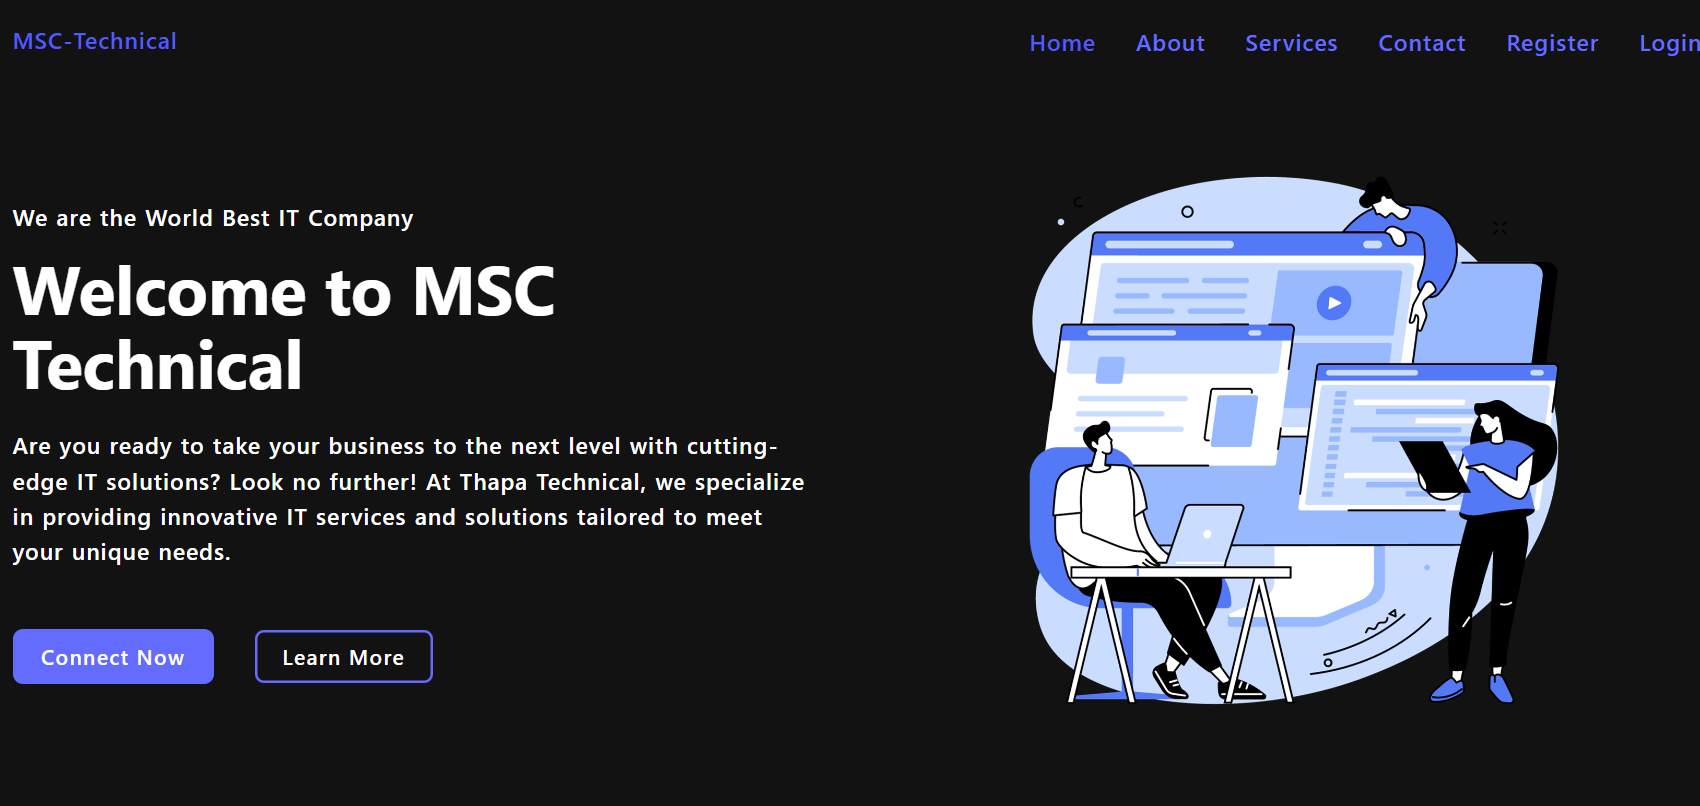 MSC-Technical
Home About Services Contact Register Login
We are the World Best IT Company
Welcome to MSC
Technical
Are you ready to take your business to the next level with cutting-
edge IT solutions? Look no further! At Thapa Technical, we specialize
in providing innovative IT services and solutions tailored to meet
your unique needs.
Connect Now Learn More